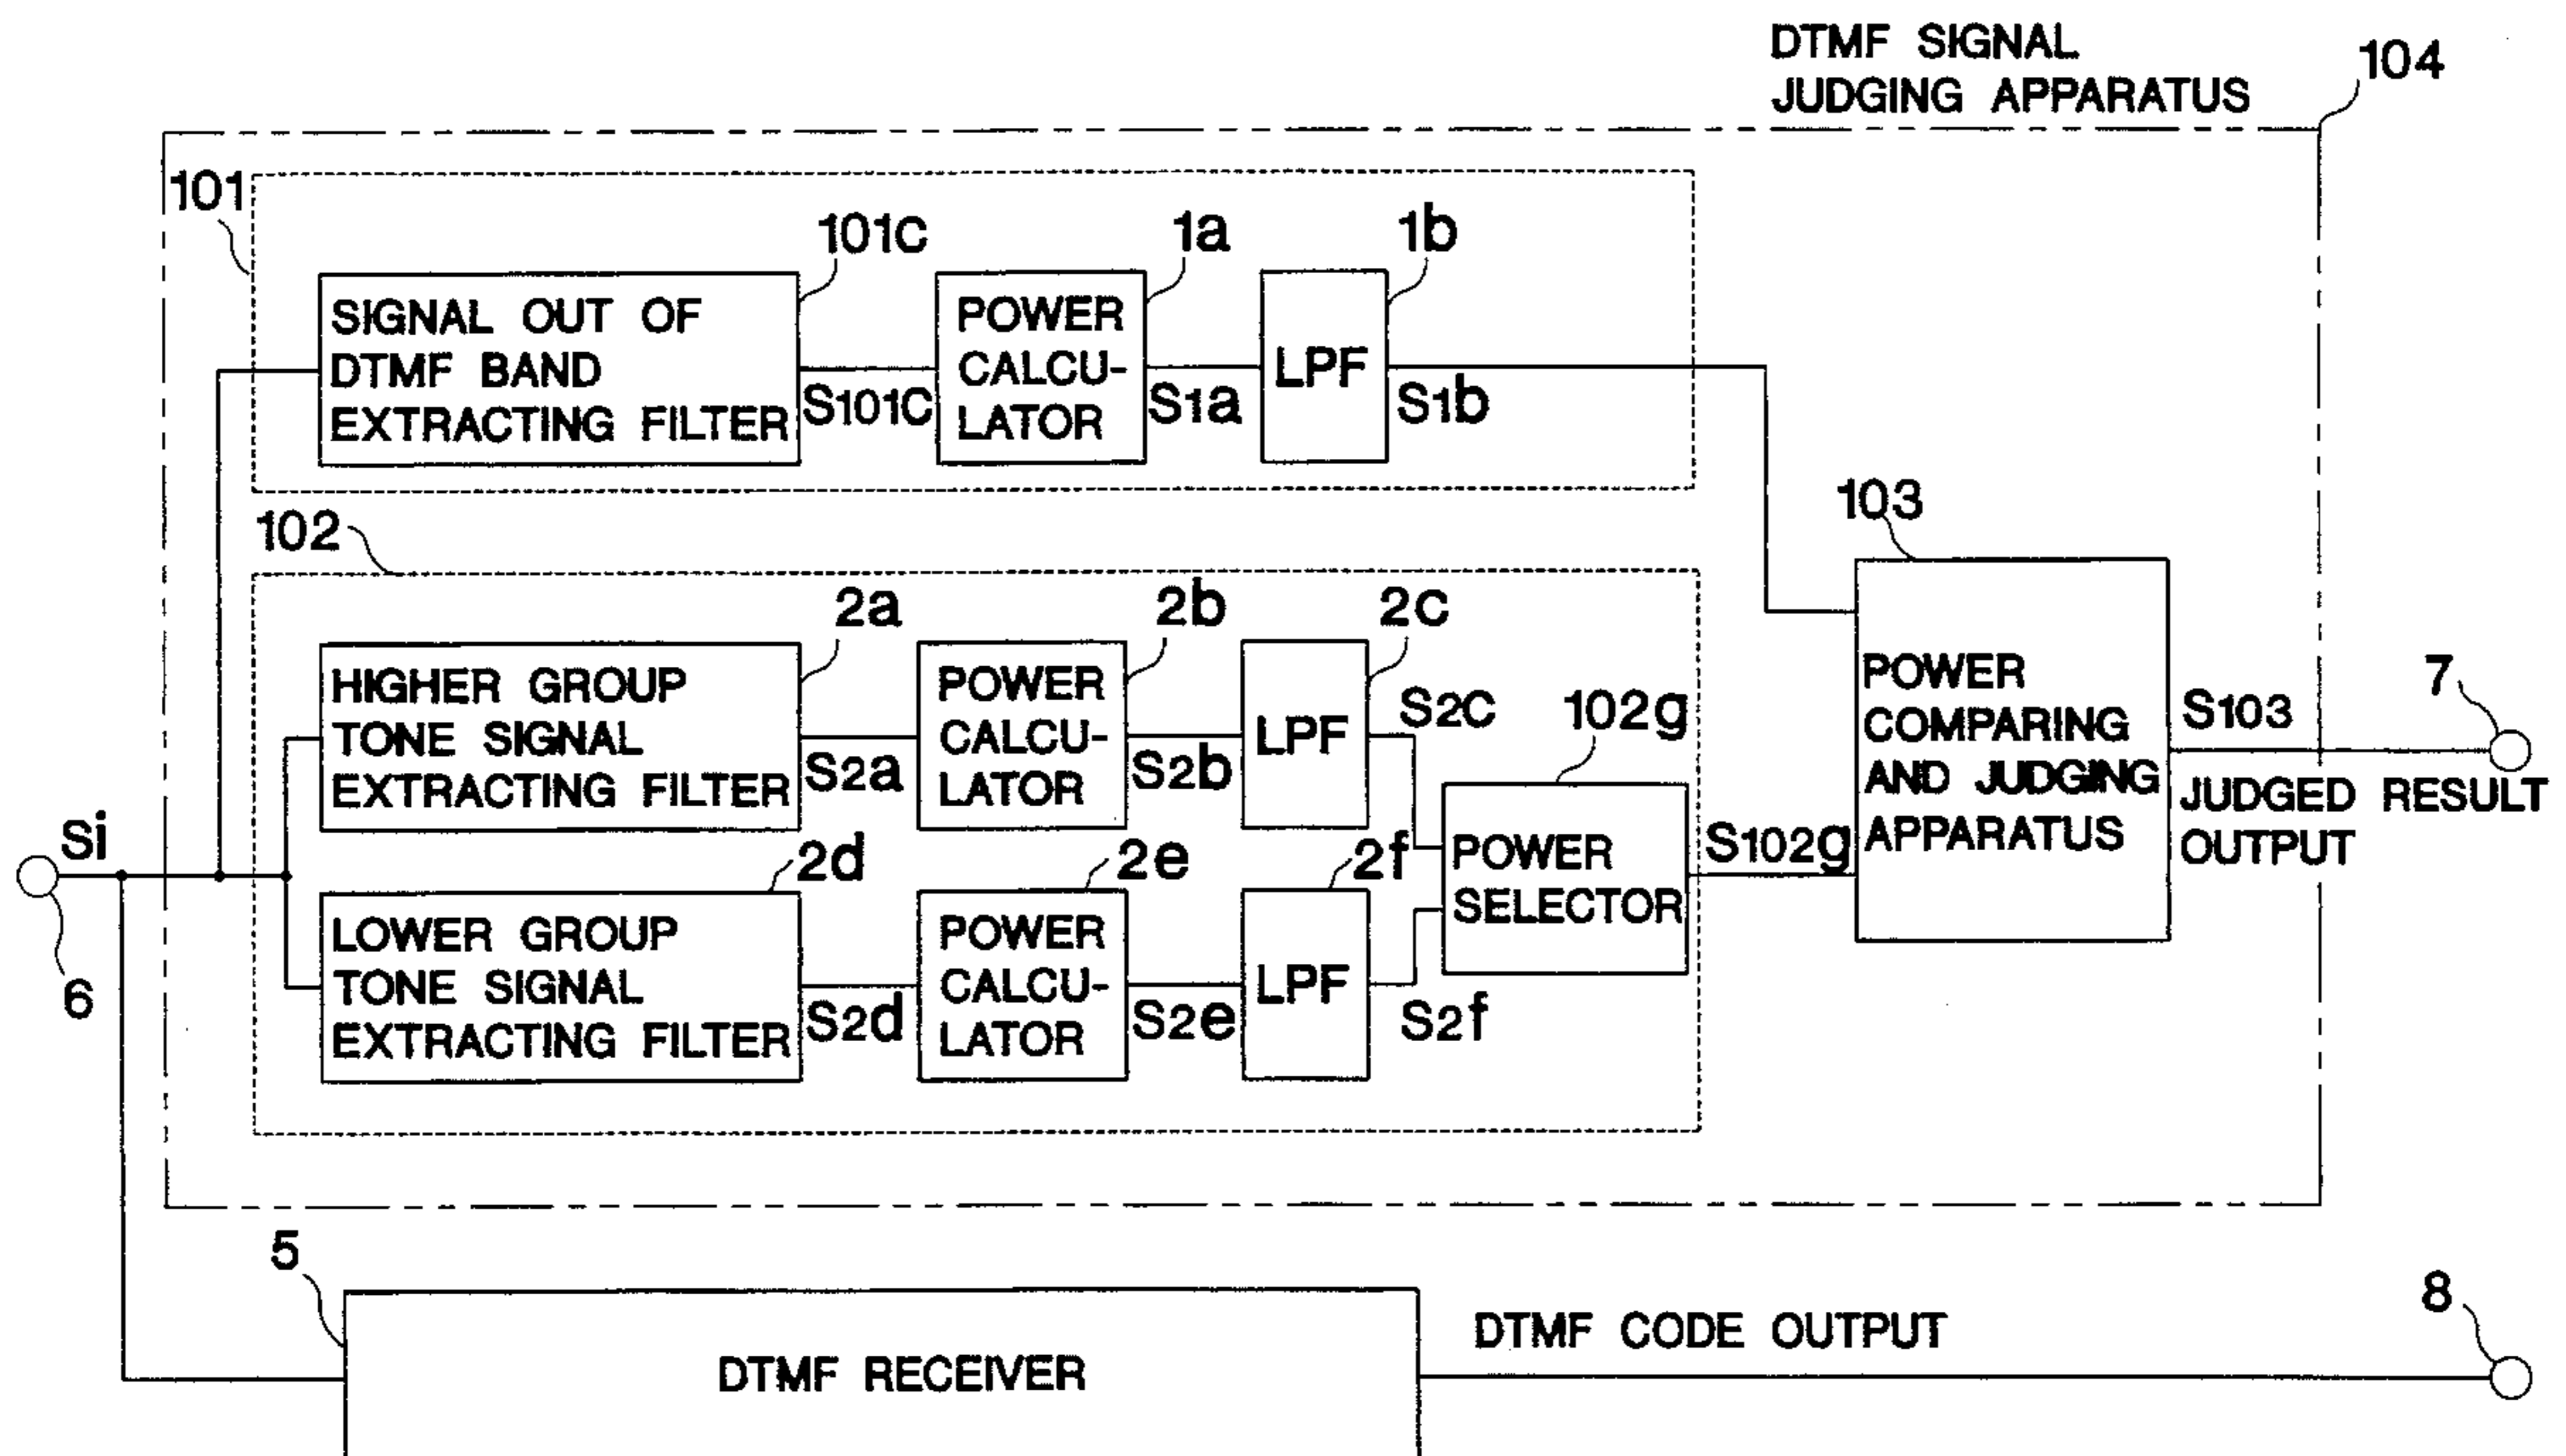 DTMF SIGNAL
JUDGING APPARATUS
104
101
101c
1a
1b
SIGNAL OUT OF
DTMF BAND
EXTRACTING FILTER
S101C
POWER
CALCU-
LATOR
S1a
LPF
S1b
102
103
2a
2b
2c
HIGHER GROUP
TONE SIGNAL
EXTRACTING FILTER
S2a
POWER
CALCU-
LATOR
S2b
LPF
S2C
102g
POWER
COMPARING
AND JUDGING
APPARATUS
S103
7
JUDGED RESULT
OUTPUT
Si
6
2d
2e
2f
LOWER GROUP
TONE SIGNAL
EXTRACTING FILTER
S2d
POWER
CALCU-
LATOR
S2e
LPF
S2f
POWER
SELECTOR
S102g
5
DTMF RECEIVER
DTMF CODE OUTPUT
8